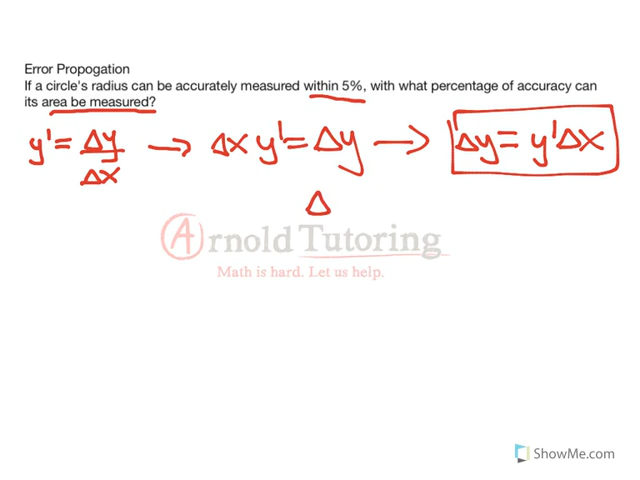 Error Propogation
If a circle's radius can be accurately measured within 5%, with what percentage of accuracy can
its area be measured?
y' = Δy/Δx → Δx y' = Δy → Δy = y'Δx
Δ
Arnold Tutoring
Math is hard. Let us help.
ShowMe.com